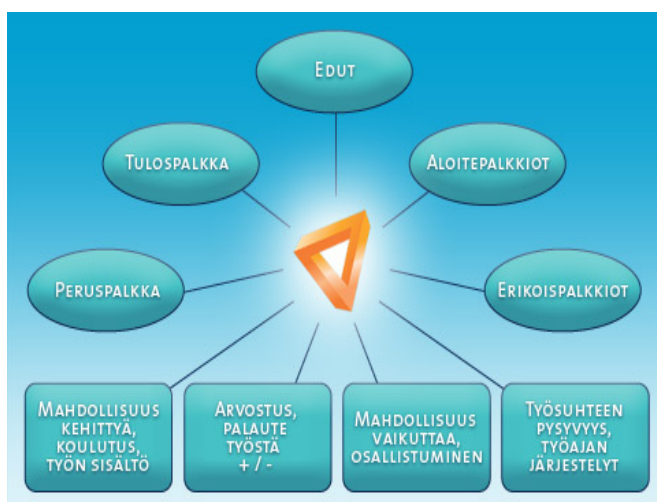 EDUT
TULOSPALKKA
ALOITEPALKKIOT
PERUSPALKKA
ERIKOISPALKKIOT
MAHDOLLISUUS
KEHITTYÄ,
KOULUTUS,
TYÖN SISÄLTÖ
ARVOSTUS,
PALAUTE
TYÖSTÄ
+ / -
MAHDOLLISUUS
VAIKUTTAA,
OSALLISTUMINEN
TYÖSUHTEEN
PYSYVYYS,
TYÖAJAN
JÄRJESTELYT